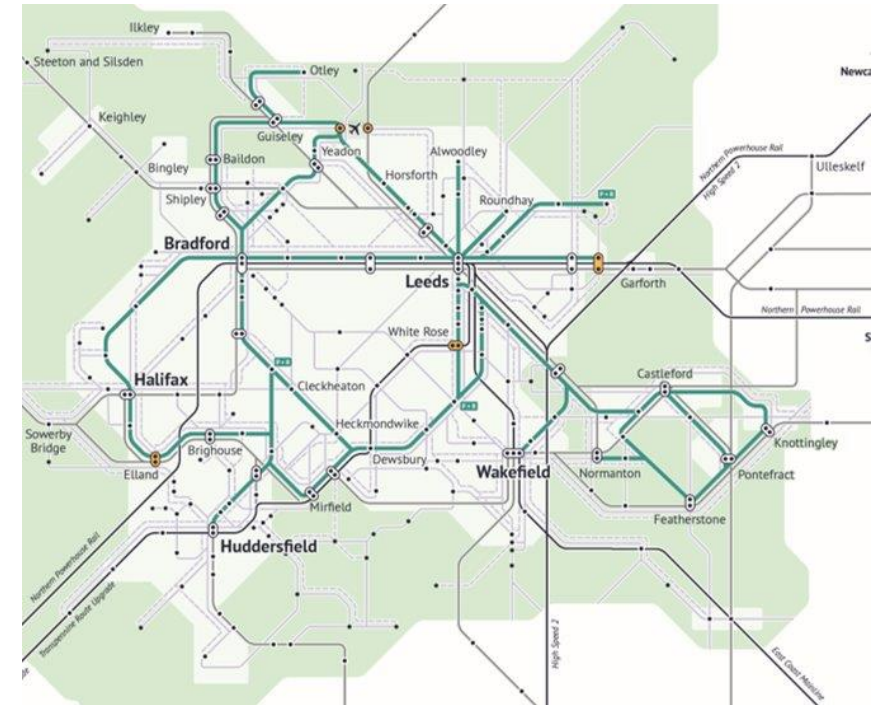 Ilkley
Steeton and Silsden
Otley
Newca
Keighley
Guiseley
Yeadon
Alwoodley
Northern Powerhouse Rail
High Speed 2
Ulleskelf
Bingley
Baildon
Horsforth
Shipley
Roundhay
P+R
Bradford
Leeds
Garforth
Northern Powerhouse Rail
White Rose
S
P+R
Castleford
Halifax
Cleckheaton
P+R
Sowerby
Bridge
Heckmondwike
Knottingley
Brighouse
Dewsbury
Wakefield
Normanton
Pontefract
Elland
Mirfield
Featherstone
Huddersfield
Northern Powerhouse Rail
Transpennine Route Upgrade
High Speed 2
East Coast Mainline